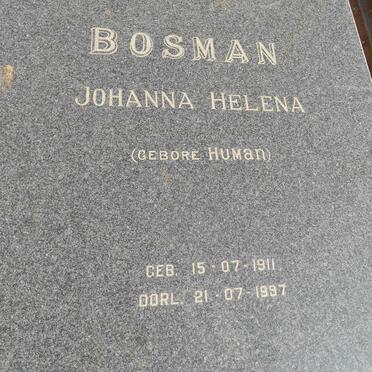 BOSMAN
JOHANNA HELENA
(GEBORE HUMAN)
GEB. 15-07-1911
OORL. 21-07-1997